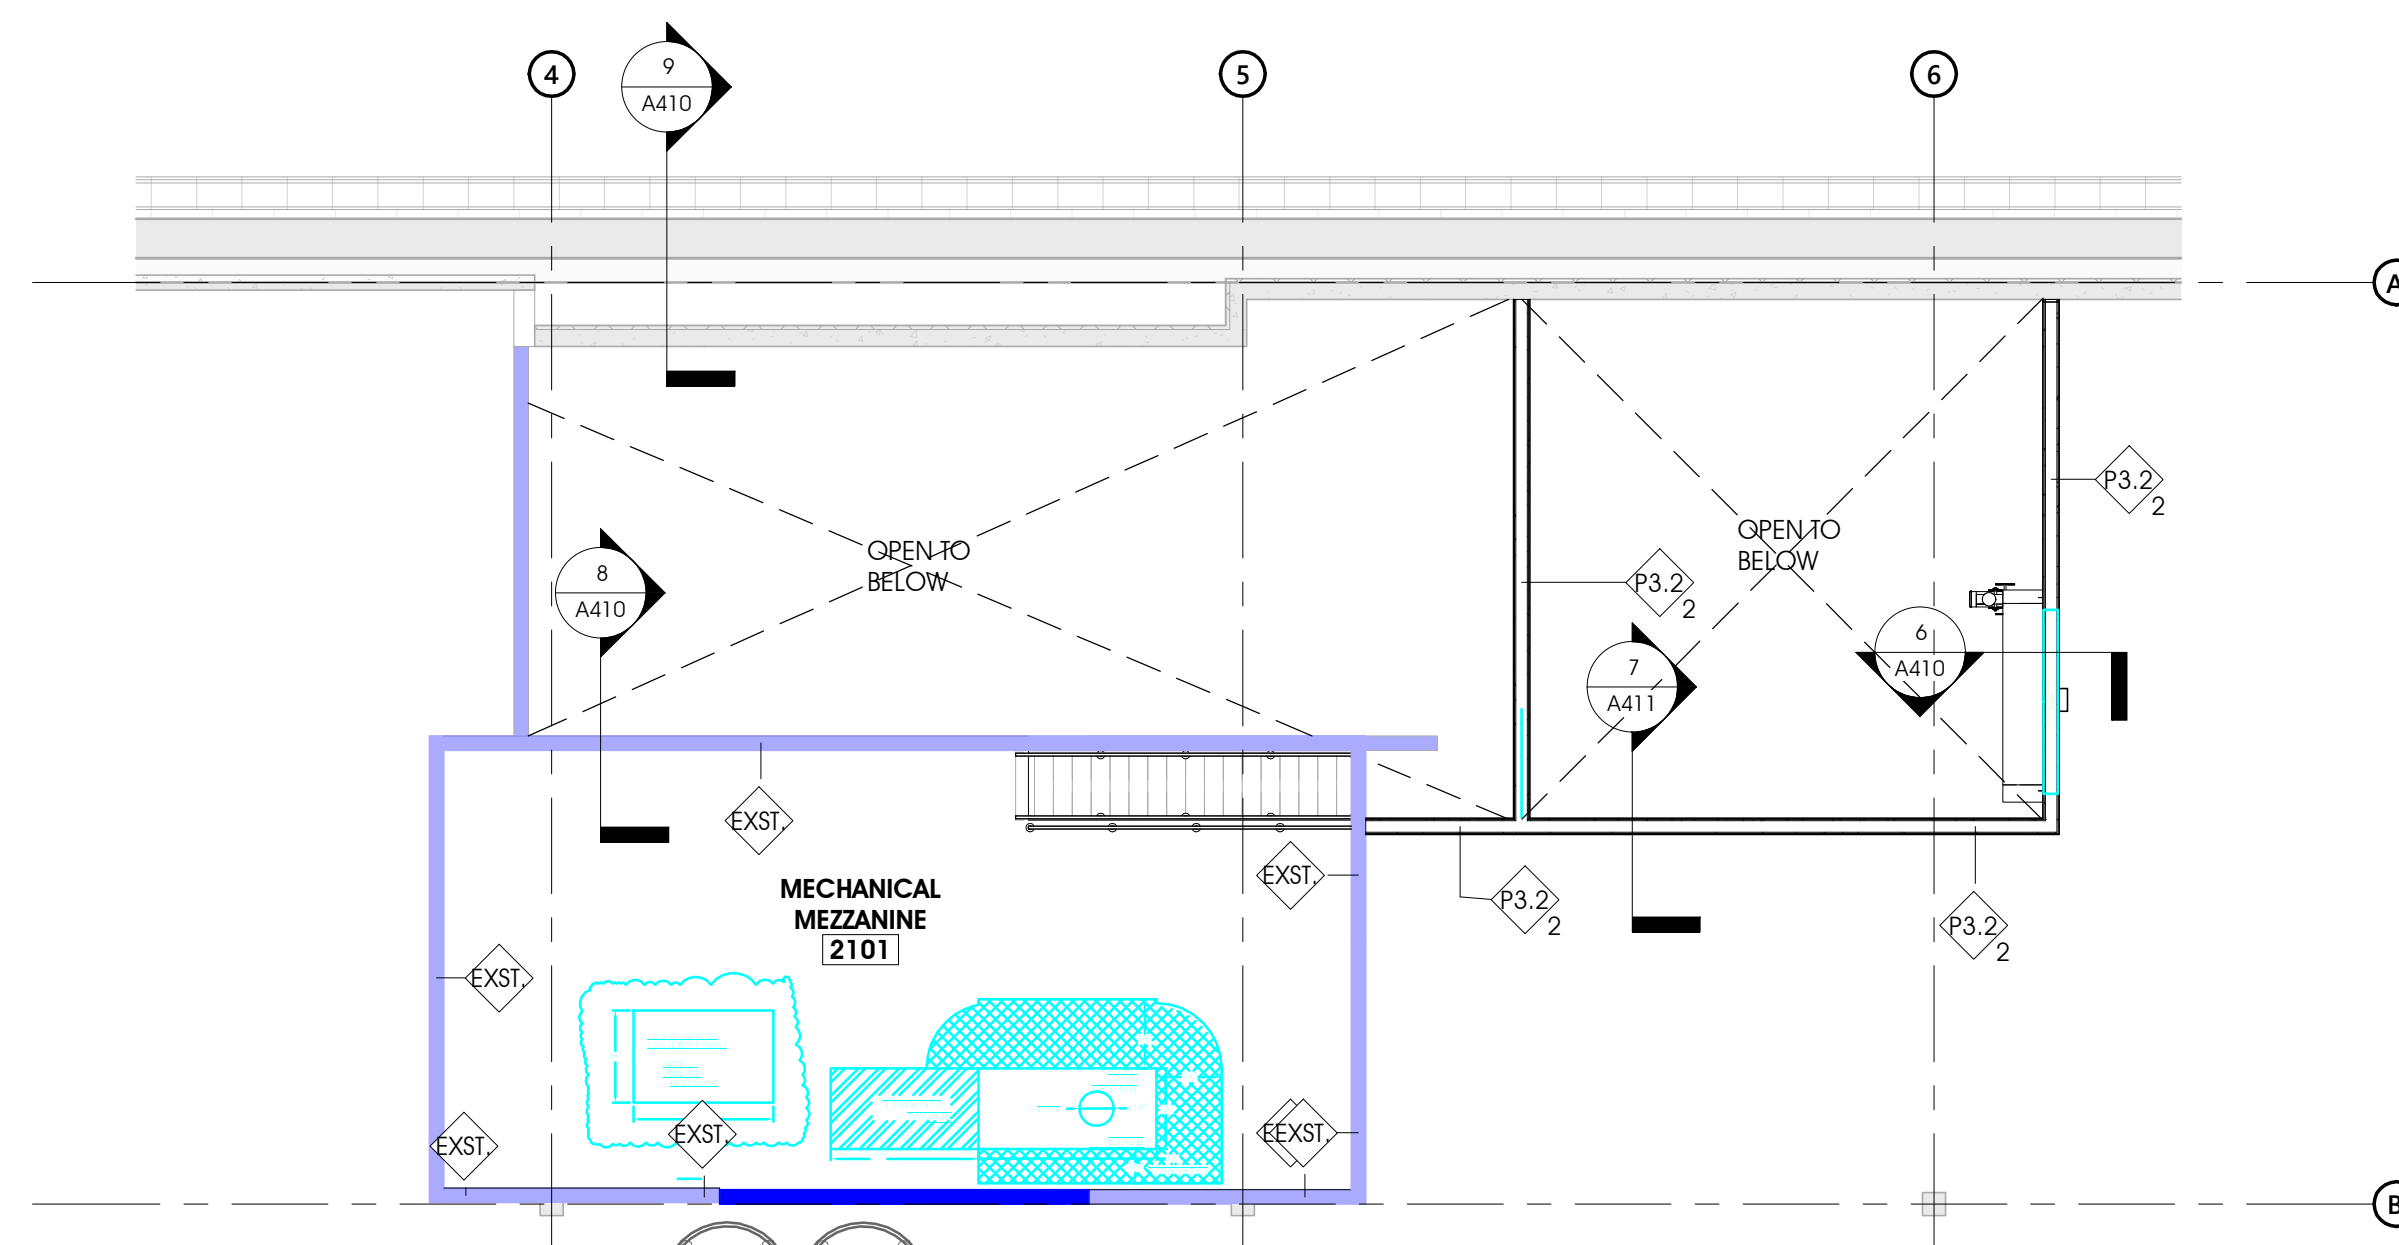 4
9
A410
5
6
A
P3.2
2
OPEN TO
BELOW
OPEN TO
BELOW
8
A410
P3.2
2
7
A411
6
A410
EXST.
EXST.
MECHANICAL
MEZZANINE
2101
P3.2
2
P3.2
2
EXST.
EXST.
EXST.
EXST.
B